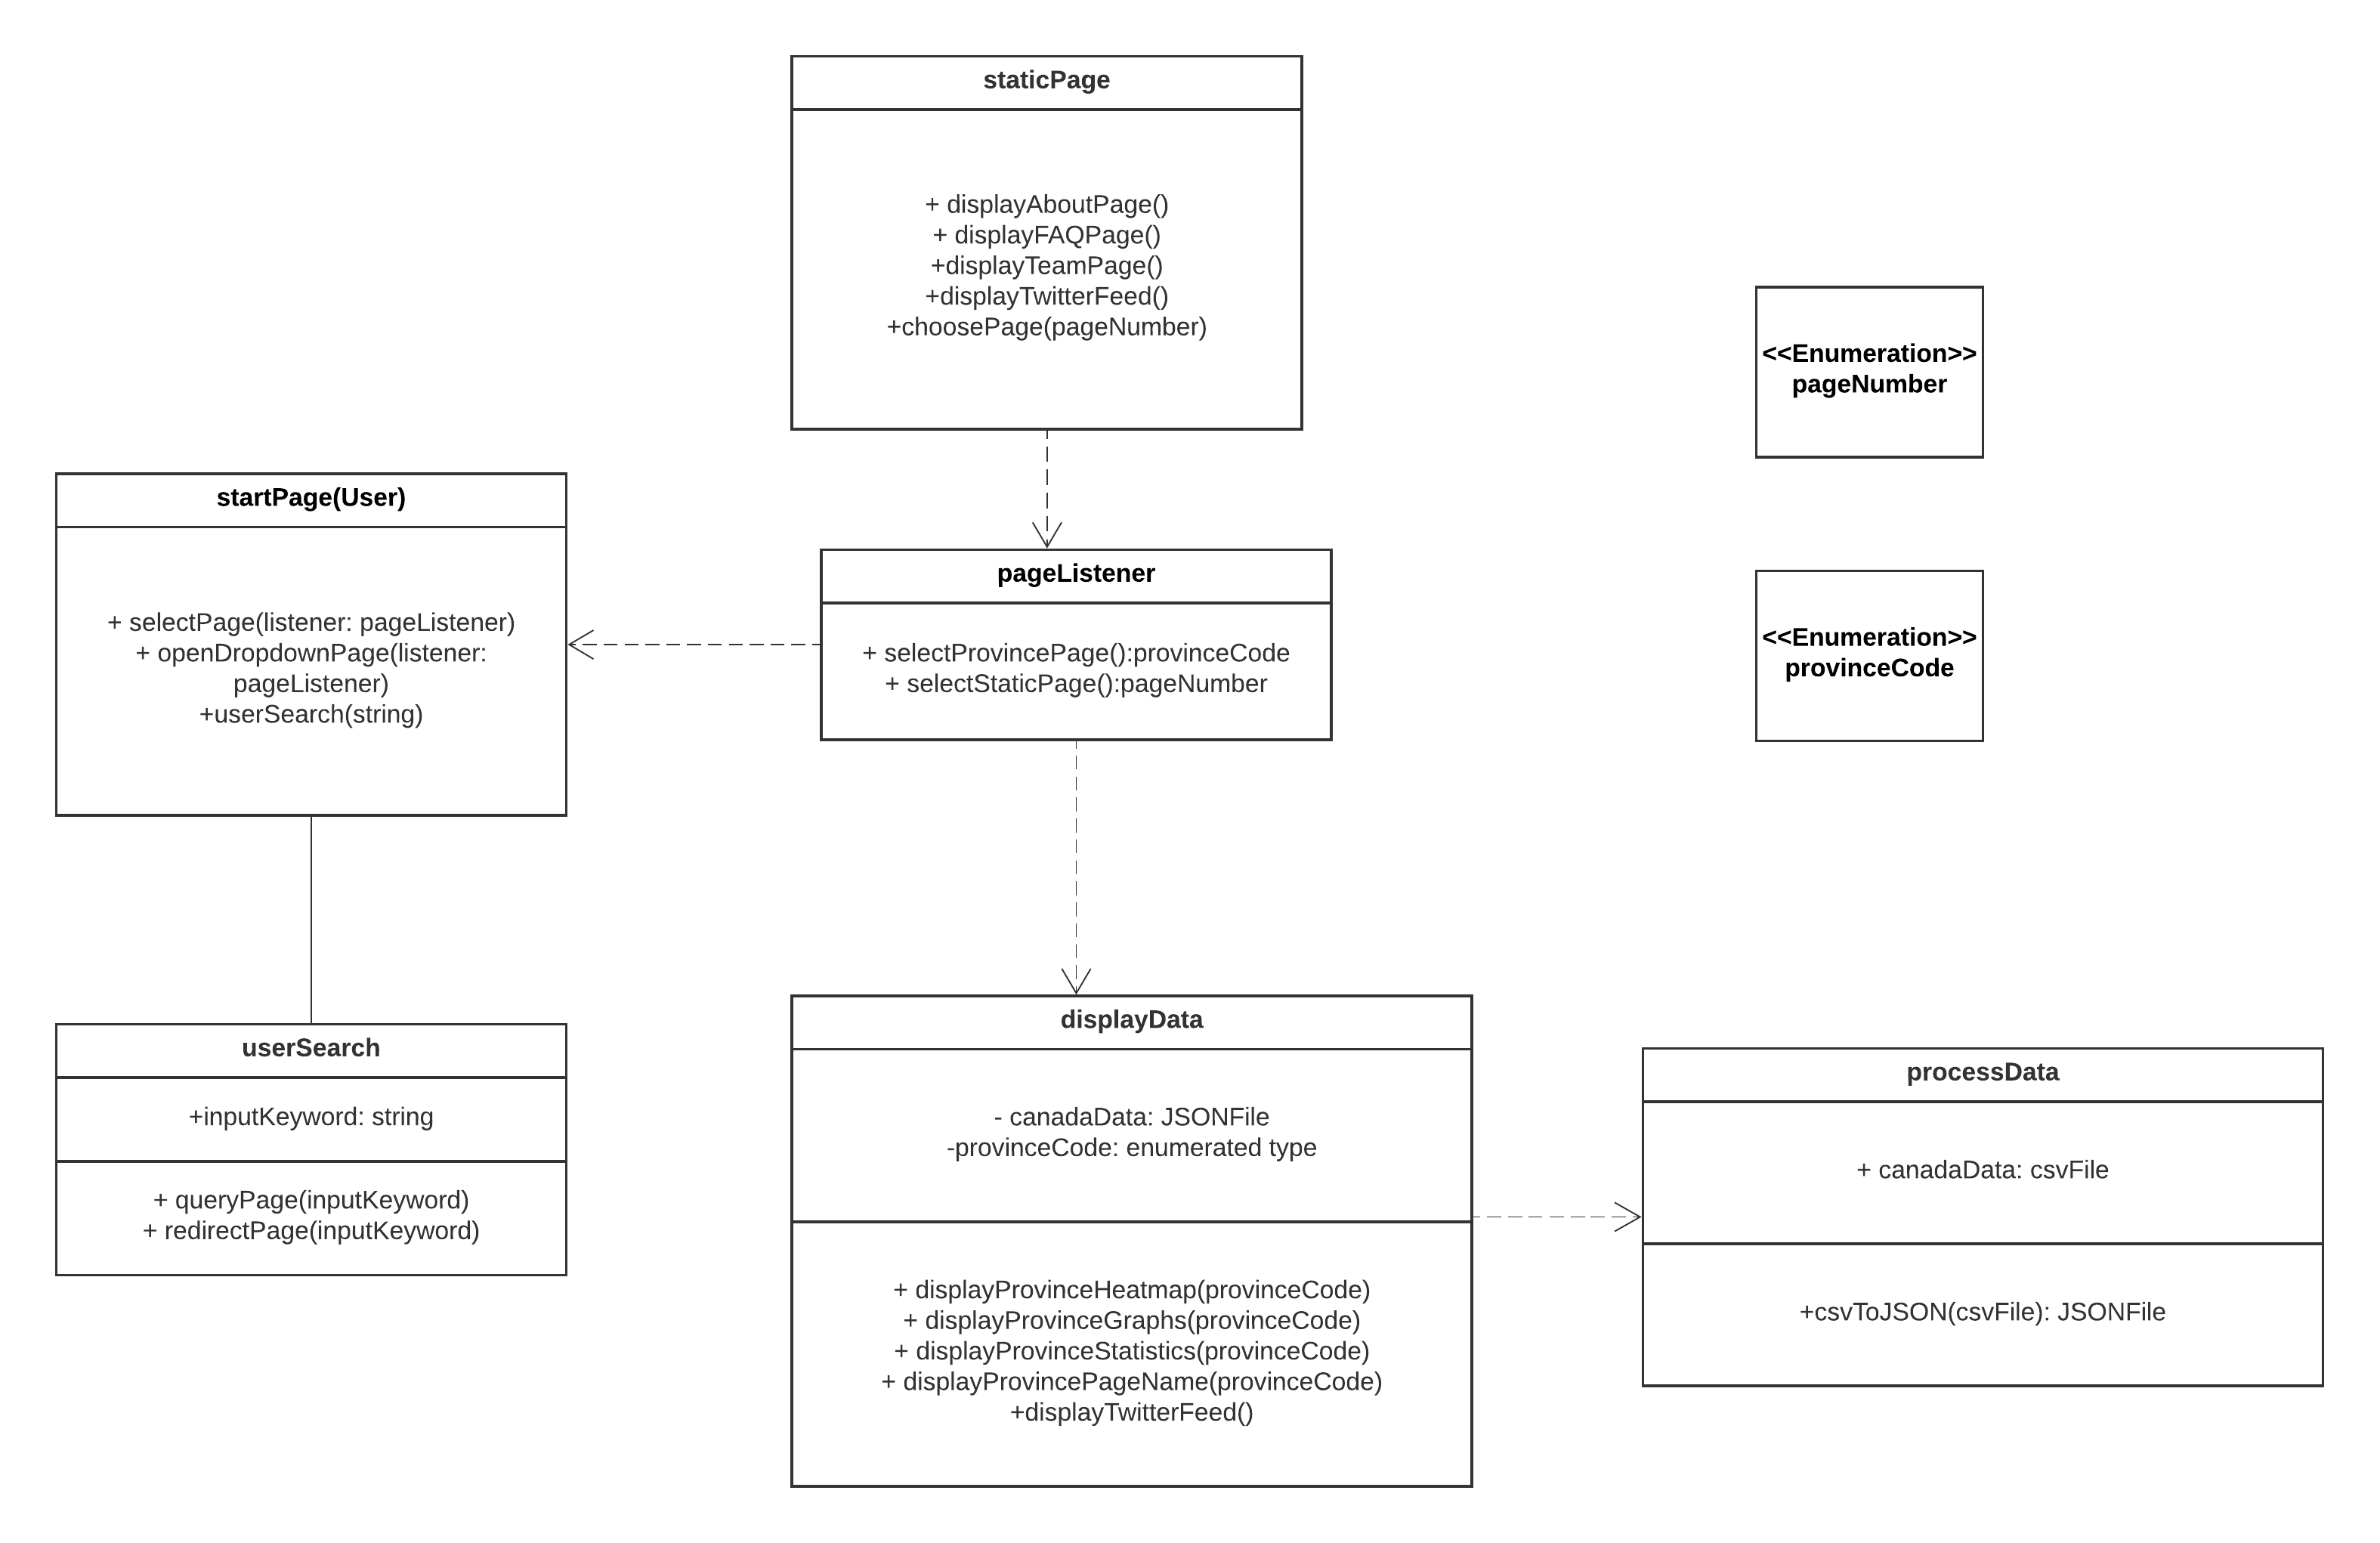 staticPage
+ displayAboutPage()
+ displayFAQPage()
+displayTeamPage()
+displayTwitterFeed()
+choosePage(pageNumber)
<<Enumeration>>
pageNumber
startPage(User)
+ selectPage(listener: pageListener)
+ openDropdownPage(listener:
pageListener)
+userSearch(string)
pageListener
+ selectProvincePage():provinceCode
+ selectStaticPage():pageNumber
<<Enumeration>>
provinceCode
userSearch
+inputKeyword: string
+ queryPage(inputKeyword)
+ redirectPage(inputKeyword)
displayData
- canadaData: JSONFile
-provinceCode: enumerated type
+ displayProvinceHeatmap(provinceCode)
+ displayProvinceGraphs(provinceCode)
+ displayProvinceStatistics(provinceCode)
+ displayProvincePageName(provinceCode)
+displayTwitterFeed()
processData
+ canadaData: csvFile
+csvToJSON(csvFile): JSONFile